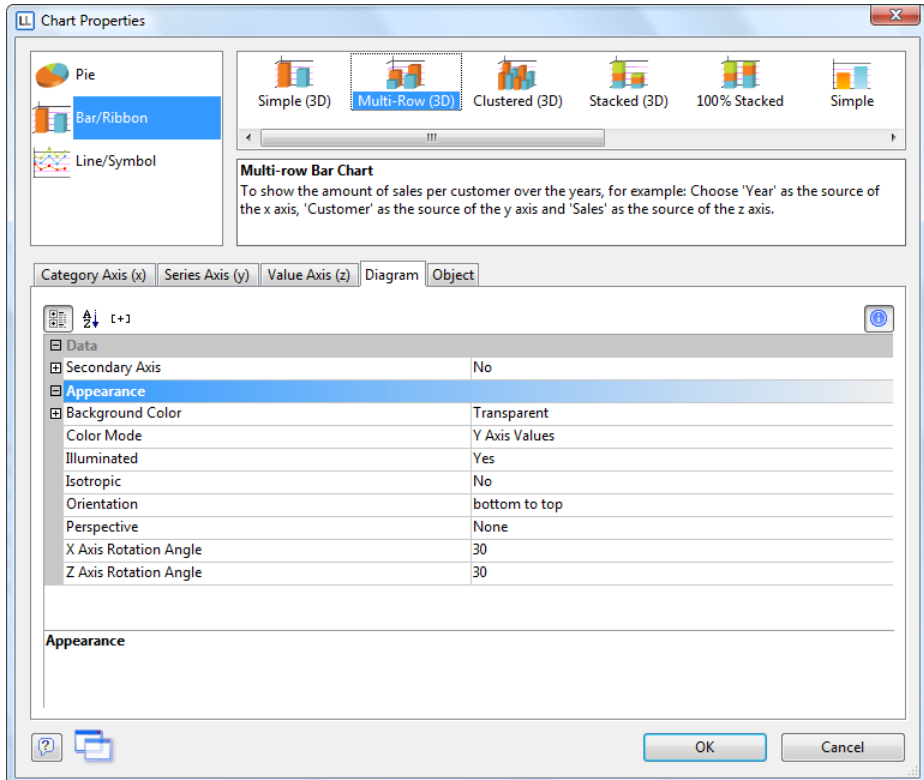 LL Chart Properties
Pie
Bar/Ribbon
Line/Symbol
Simple (3D) Multi-Row (3D) Clustered (3D) Stacked (3D) 100% Stacked Simple
Multi-row Bar Chart
To show the amount of sales per customer over the years, for example: Choose 'Year' as the source of
the x axis, 'Customer' as the source of the y axis and 'Sales' as the source of the z axis.
Category Axis (x) Series Axis (y) Value Axis (z) Diagram Object
A Z [+]
Data
Secondary Axis No
Appearance
Background Color Transparent
Color Mode Y Axis Values
Illuminated Yes
Isotropic No
Orientation bottom to top
Perspective None
X Axis Rotation Angle 30
Z Axis Rotation Angle 30
Appearance
OK Cancel